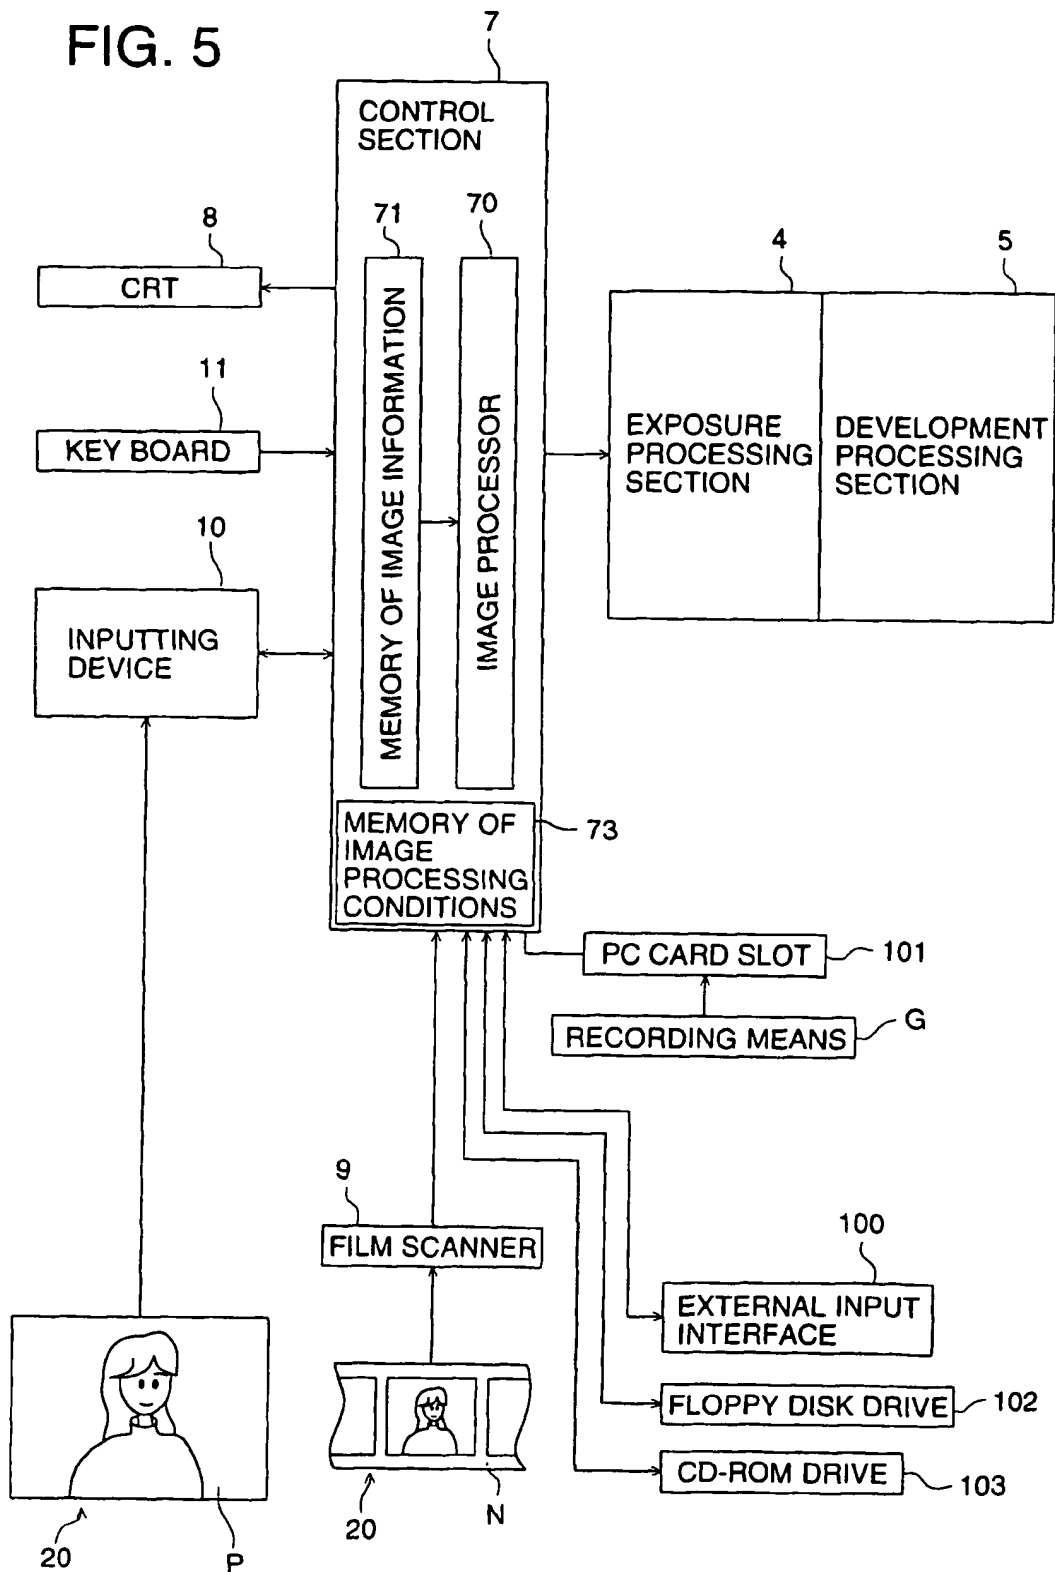 FIG. 5
7
CONTROL
SECTION
71
70
MEMORY OF IMAGE INFORMATION
IMAGE PROCESSOR
8
CRT
11
KEY BOARD
10
INPUTTING
DEVICE
4
5
EXPOSURE
PROCESSING
SECTION
DEVELOPMENT
PROCESSING
SECTION
MEMORY OF
IMAGE
PROCESSING
CONDITIONS
73
PC CARD SLOT
101
RECORDING MEANS
G
9
FILM SCANNER
100
EXTERNAL INPUT
INTERFACE
FLOPPY DISK DRIVE
102
CD-ROM DRIVE
103
20
P
20
N